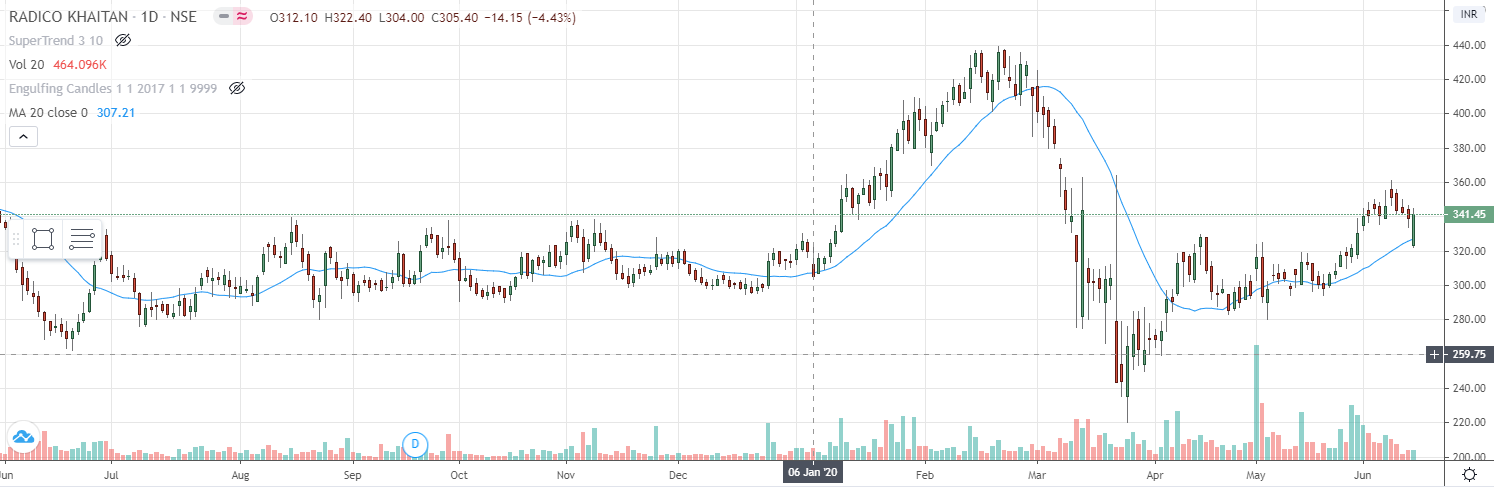 RADICO KHAITAN · 1D · NSE O312.10 H322.40 L304.00 C305.40 −14.15 (−4.43%) INR
SuperTrend 3 10
Vol 20 464.096K
Engulfing Candles 1 1 2017 1 1 9999
MA 20 close 0 307.21
440.00
420.00
400.00
380.00
360.00
341.45
320.00
300.00
280.00
259.75
240.00
220.00
200.00
D
Jun Jul Aug Sep Oct Nov Dec 06 Jan '20 Feb Mar Apr May Jun